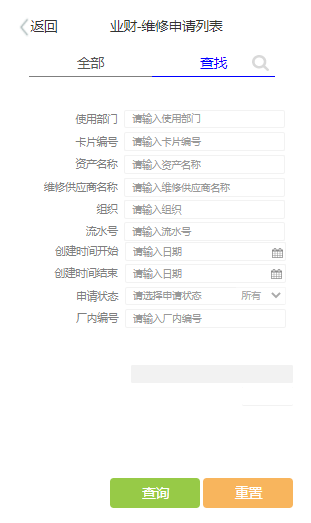 返回 业财-维修申请列表
全部 查找
使用部门 请输入使用部门
卡片编号 请输入卡片编号
资产名称 请输入资产名称
维修供应商名称 请输入维修供应商名称
组织 请输入组织
流水号 请输入流水号
创建时间开始 请输入日期
创建时间结束 请输入日期
申请状态 请选择申请状态 所有
厂内编号 请输入厂内编号
查询 重置